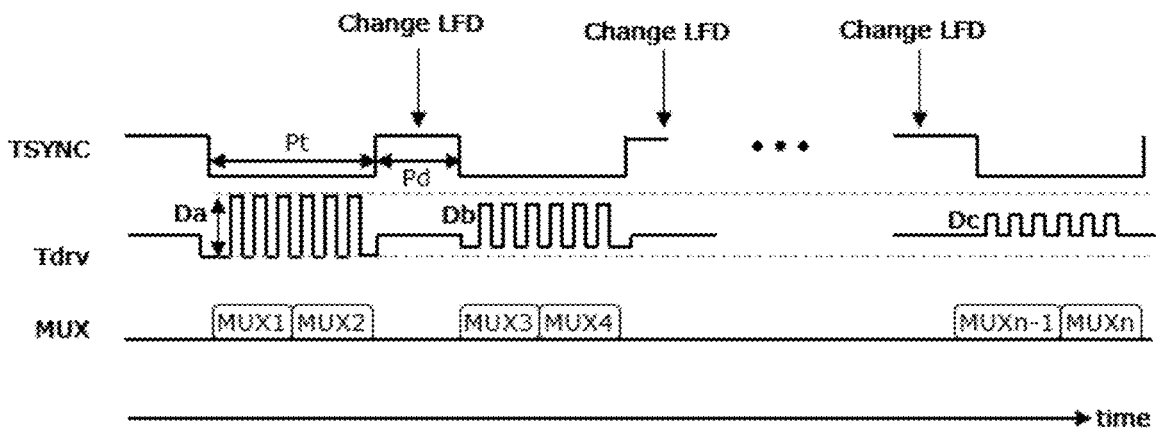 Change LFD Change LFD Change LFD
TSYNC Pt Pd
Da Db Dc
Tdrv
MUX MUX1 MUX2 MUX3 MUX4 MUXn-1 MUXn
time